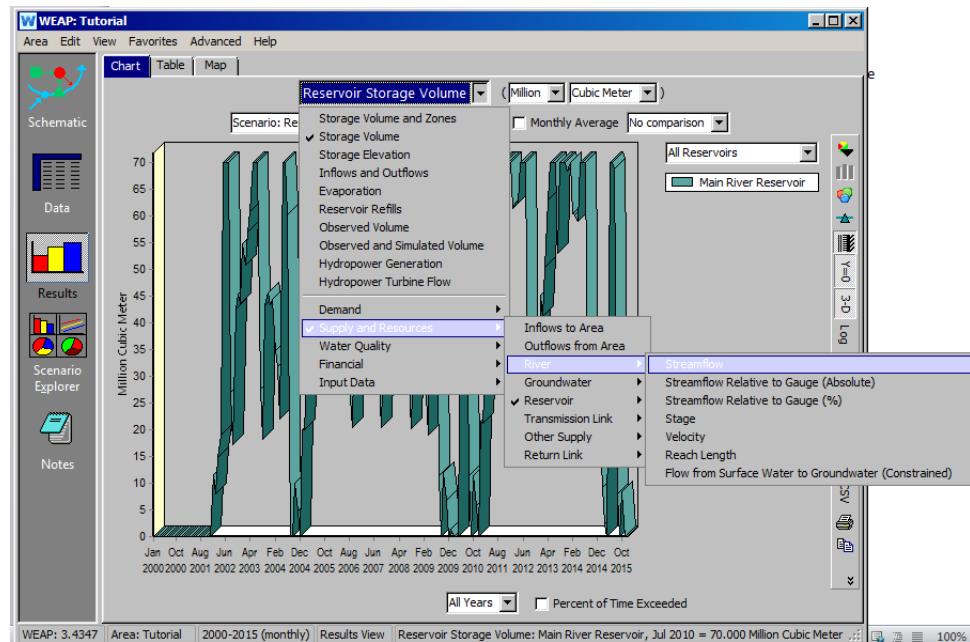 WEAP: Tutorial
Area Edit View Favorites Advanced Help
Chart Table Map
Reservoir Storage Volume ( Million Cubic Meter )
Scenario: Re
Monthly Average No comparison
Schematic
Data
Results
Scenario
Explorer
Notes
Storage Volume and Zones
Storage Volume
Storage Elevation
Inflows and Outflows
Evaporation
Reservoir Refills
Observed Volume
Observed and Simulated Volume
Hydropower Generation
Hydropower Turbine Flow
Demand
Supply and Resources
Water Quality
Financial
Input Data
Inflows to Area
Outflows from Area
River
Groundwater
Reservoir
Transmission Link
Other Supply
Return Link
Streamflow
Streamflow Relative to Gauge (Absolute)
Streamflow Relative to Gauge (%)
Stage
Velocity
Reach Length
Flow from Surface Water to Groundwater (Constrained)
All Reservoirs
Main River Reservoir
Y=0
3-D
Log
CSV
Million Cubic Meter
70
65
60
55
50
45
40
35
30
25
20
15
10
5
0
Jan Oct Aug Jun Apr Feb Dec Oct Aug Jun Apr Feb Dec Oct Aug Jun Apr Feb Dec Oct
2000 2000 2001 2002 2003 2004 2004 2005 2006 2007 2008 2009 2009 2010 2011 2012 2013 2014 2014 2015
All Years Percent of Time Exceeded
WEAP: 3.4347 Area: Tutorial 2000-2015 (monthly) Results View Reservoir Storage Volume: Main River Reservoir, Jul 2010 = 70.000 Million Cubic Meter
100%
e